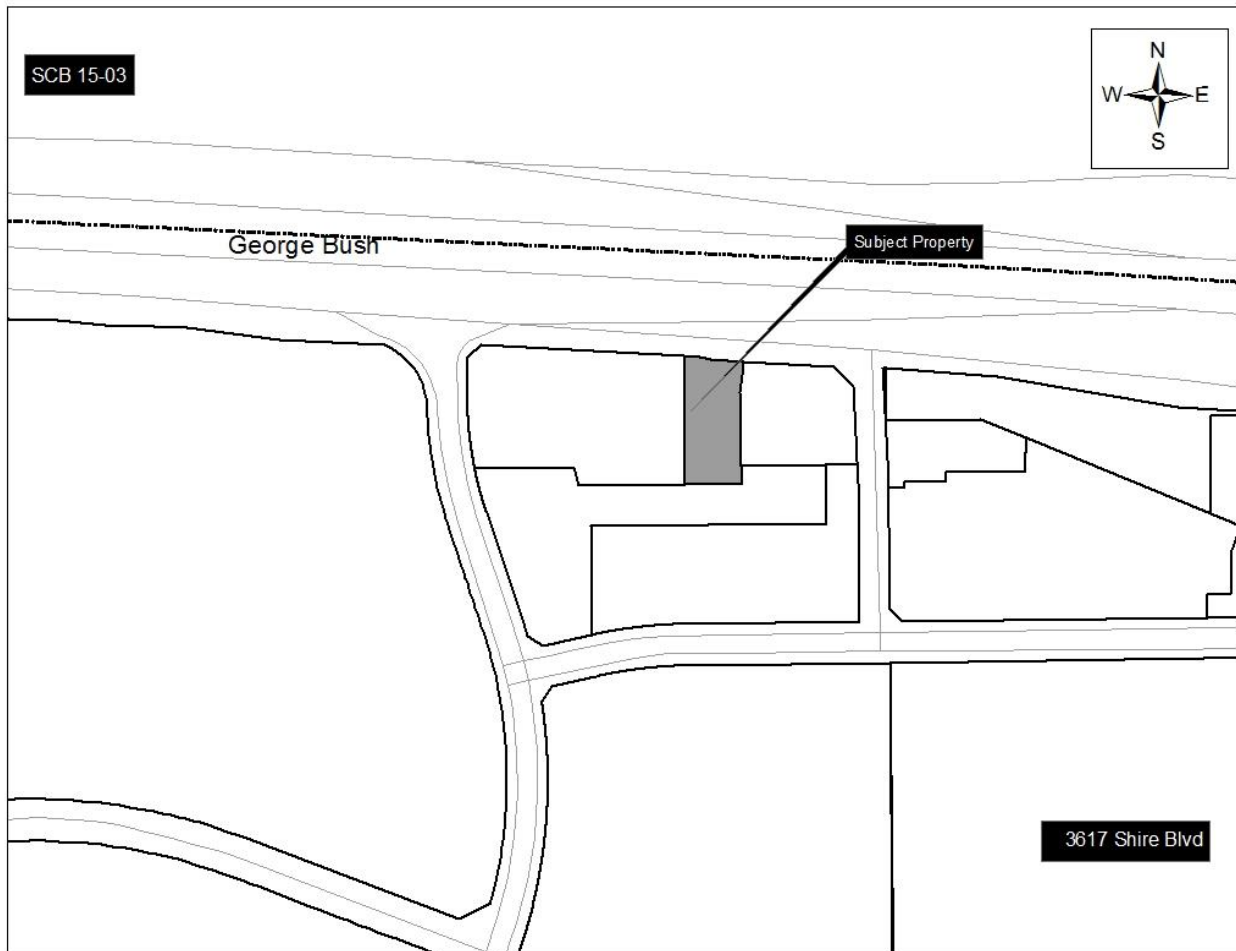 SCB 15-03
N
W E
S
George Bush
Subject Property
3617 Shire Blvd